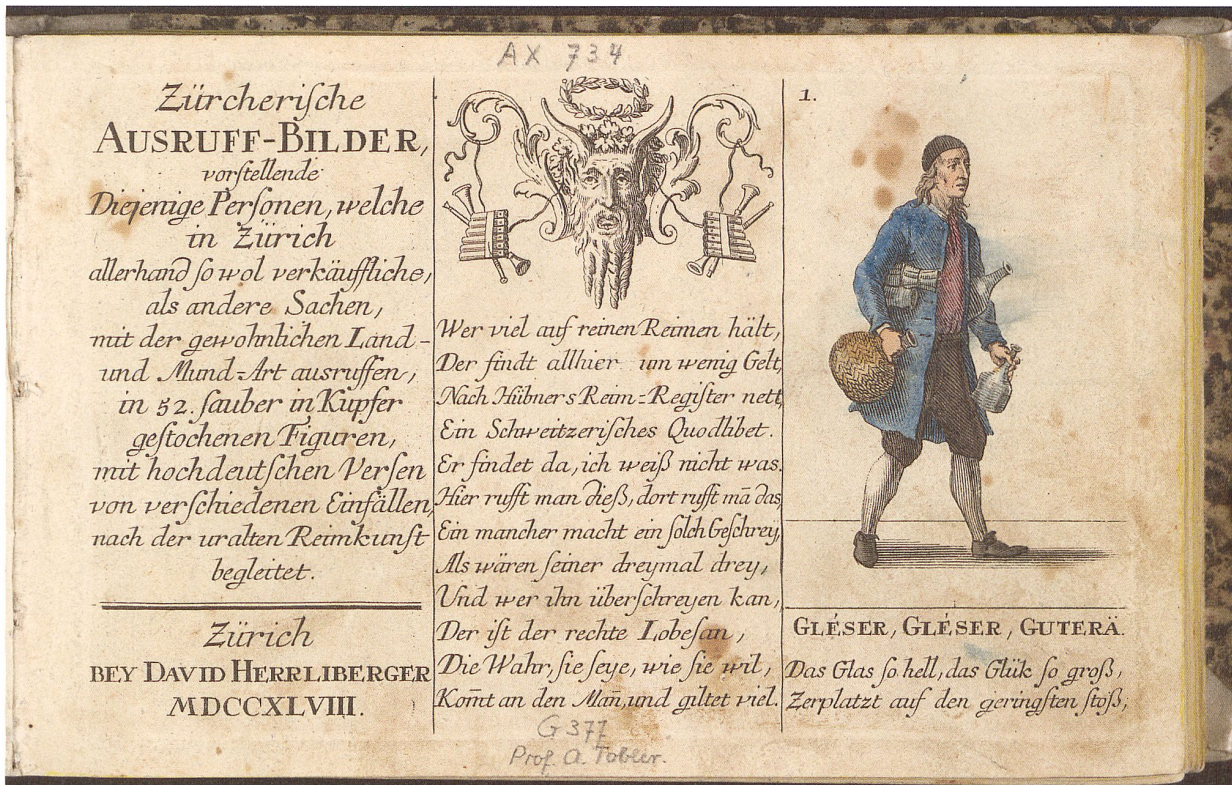 AX 734
Zürcherische
AUSRUFF-BILDER,
vorstellende
Diejenige Personen, welche
in Zürich
allerhand so wol verkäuffliche,
als andere Sachen,
mit der gewohnlichen Land-
und Mund-Art ausruffen,
in 52. sauber in Kupfer
gestochenen Figuren,
mit hochdeutschen Versen
von verschiedenen Einfällen,
nach der uralten Reimkunst
begleitet.
Zürich
BEY DAVID HERRLIBERGER
MDCCXLVIII.
Wer viel auf reinen Reimen hält,
Der findt allhier um wenig Gelt,
Nach Hübners Reim-Register nett,
Ein Schweitzerisches Quodlibet.
Er findet da, ich weiß nicht was.
Hier rufft man dieß, dort rufft mā das,
Ein mancher macht ein solch Geschrey,
Als wären seiner dreymal drey,
Und wer ihn überschreyen kan,
Der ist der rechte Lobesan,
Die Wahr, sie seye, wie sie wil,
Kom̄t an den Man̄, und giltet viel.
G 377
Prof. A. Tobler.
1.
GLÉSER, GLÉSER, GUTERÄ.
Das Glas so hell, das Glük so groß,
Zerplatzt auf den geringsten stoß,